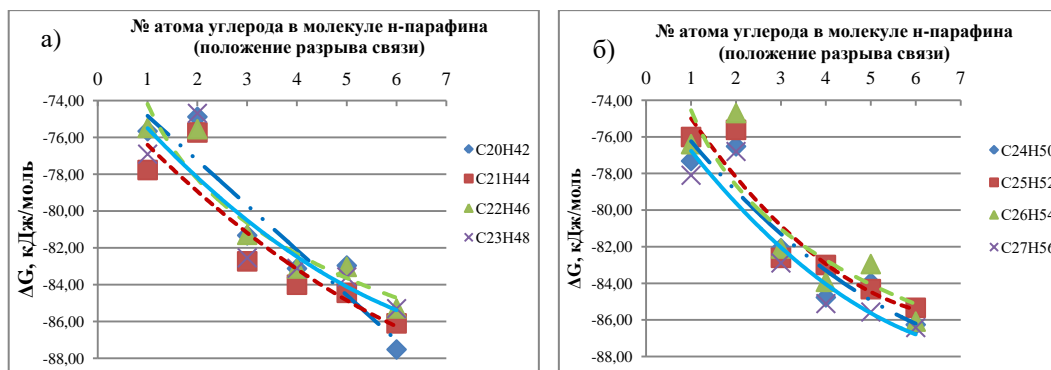 а)
№ атома углерода в молекуле н-парафина
(положение разрыва связи)
0 1 2 3 4 5 6 7
-74,00
-76,00
-78,00
-80,00
-82,00
-84,00
-86,00
-88,00
ΔG, кДж/моль
C20H42
C21H44
C22H46
C23H48
б)
№ атома углерода в молекуле н-парафина
(положение разрыва связи)
0 1 2 3 4 5 6 7
-74,00
-76,00
-78,00
-80,00
-82,00
-84,00
-86,00
-88,00
ΔG, кДж/моль
C24H50
C25H52
C26H54
C27H56